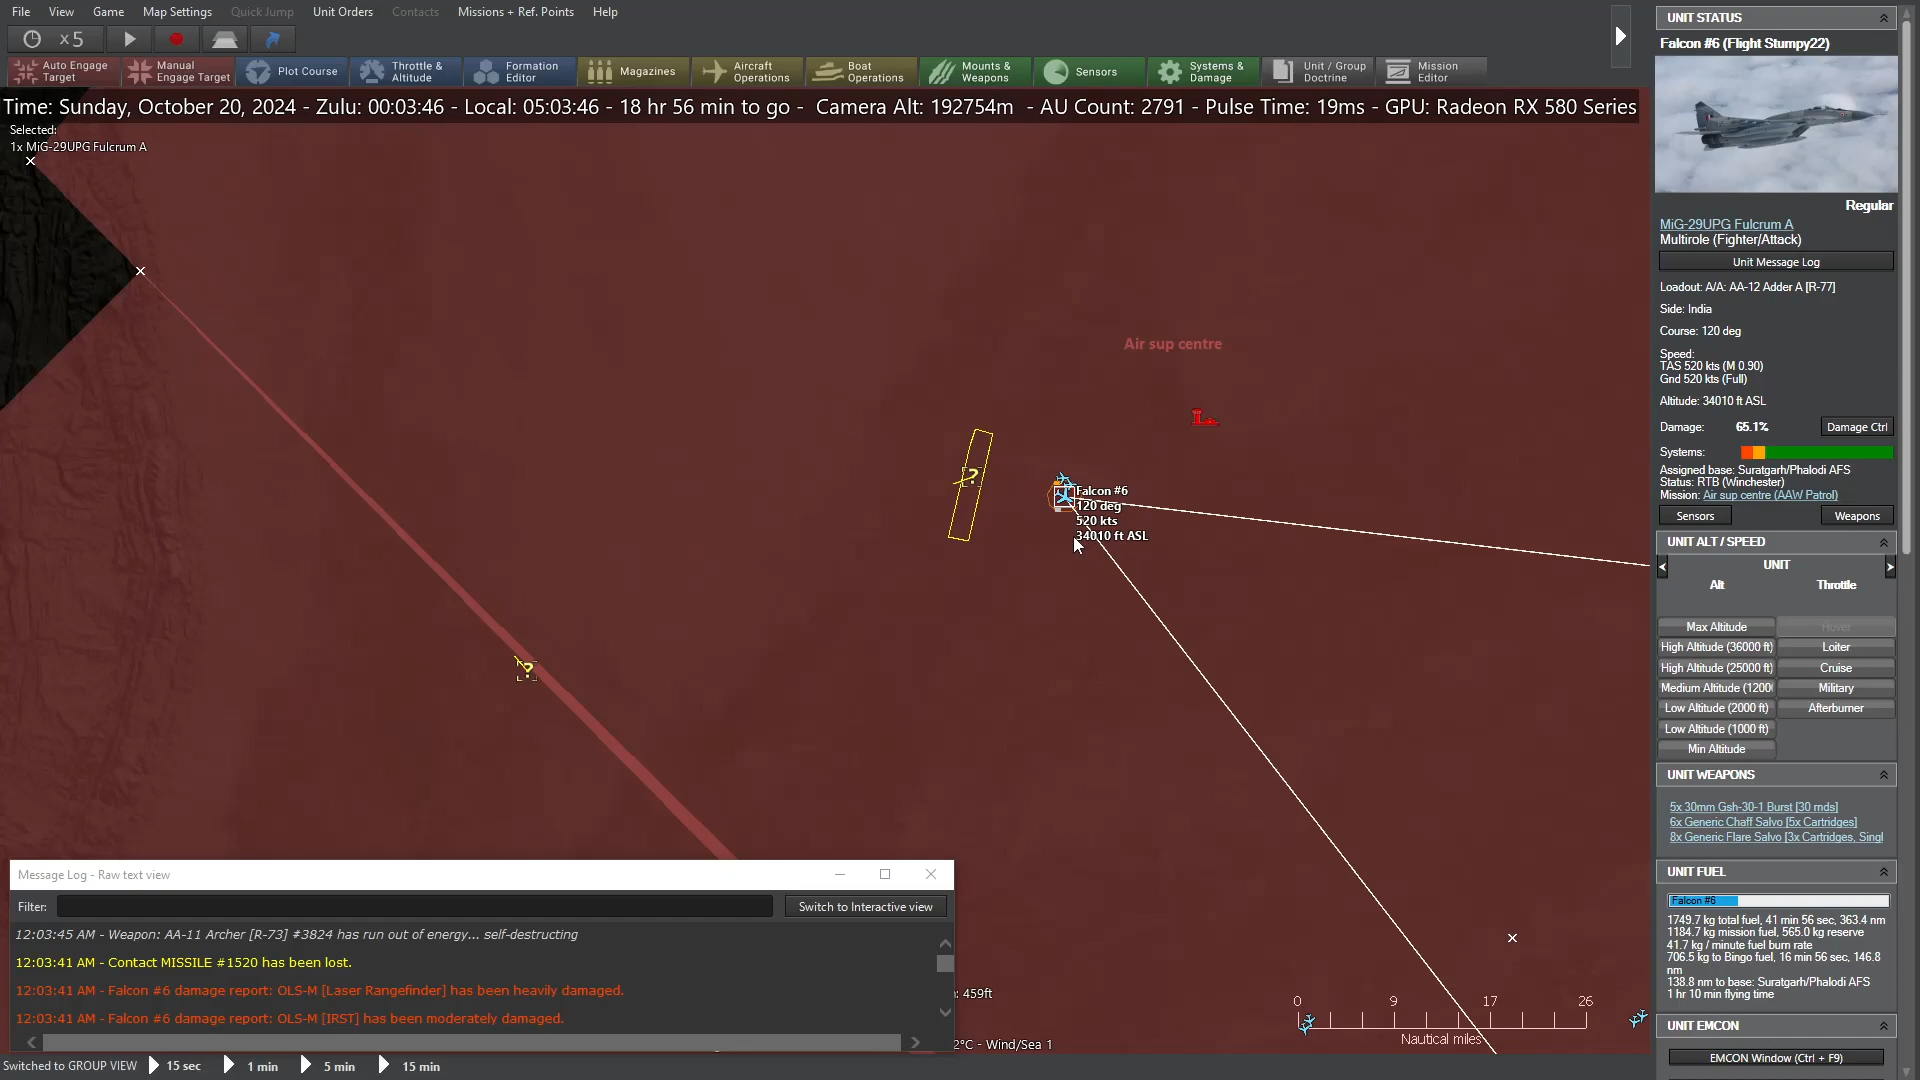 File View Game Map Settings Quick Jump Unit Orders Contacts Missions + Ref. Points Help
x5
Auto Engage Target
Manual Engage Target
Plot Course
Throttle & Altitude
Formation Editor
Magazines
Aircraft Operations
Boat Operations
Mounts & Weapons
Sensors
Systems & Damage
Unit / Group Doctrine
Mission Editor
Time: Sunday, October 20, 2024 - Zulu: 00:03:46 - Local: 05:03:46 - 18 hr 56 min to go - Camera Alt: 192754m - AU Count: 2791 - Pulse Time: 19ms - GPU: Radeon RX 580 Series
Selected:
1x MiG-29UPG Fulcrum A
Air sup centre
?
Falcon #6
120 deg
520 kts
34010 ft ASL
?
0 9 17 26
Nautical miles
: 459ft
2°C - Wind/Sea 1
Message Log - Raw text view
Filter:
Switch to Interactive view
12:03:45 AM - Weapon: AA-11 Archer [R-73] #3824 has run out of energy... self-destructing
12:03:41 AM - Contact MISSILE #1520 has been lost.
12:03:41 AM - Falcon #6 damage report: OLS-M [Laser Rangefinder] has been heavily damaged.
12:03:41 AM - Falcon #6 damage report: OLS-M [IRST] has been moderately damaged.
Switched to GROUP VIEW 15 sec 1 min 5 min 15 min
UNIT STATUS
Falcon #6 (Flight Stumpy22)
Regular
MiG-29UPG Fulcrum A
Multirole (Fighter/Attack)
Unit Message Log
Loadout: A/A: AA-12 Adder A [R-77]
Side: India
Course: 120 deg
Speed:
TAS 520 kts (M 0.90)
Gnd 520 kts (Full)
Altitude: 34010 ft ASL
Damage: 65.1% Damage Ctrl
Systems:
Assigned base: Suratgarh/Phalodi AFS
Status: RTB (Winchester)
Mission: Air sup centre (AAW Patrol)
Sensors Weapons
UNIT ALT / SPEED
UNIT
Alt Throttle
Max Altitude Hover
High Altitude (36000 ft) Loiter
High Altitude (25000 ft) Cruise
Medium Altitude (1200 Military
Low Altitude (2000 ft) Afterburner
Low Altitude (1000 ft)
Min Altitude
UNIT WEAPONS
5x 30mm Gsh-30-1 Burst [30 rnds]
6x Generic Chaff Salvo [5x Cartridges]
8x Generic Flare Salvo [3x Cartridges, Singl
UNIT FUEL
Falcon #6
1749.7 kg total fuel, 41 min 56 sec, 363.4 nm
1184.7 kg mission fuel, 565.0 kg reserve
41.7 kg / minute fuel burn rate
706.5 kg to Bingo fuel, 16 min 56 sec, 146.8
nm
138.8 nm to base: Suratgarh/Phalodi AFS
1 hr 10 min flying time
UNIT EMCON
EMCON Window (Ctrl + F9)